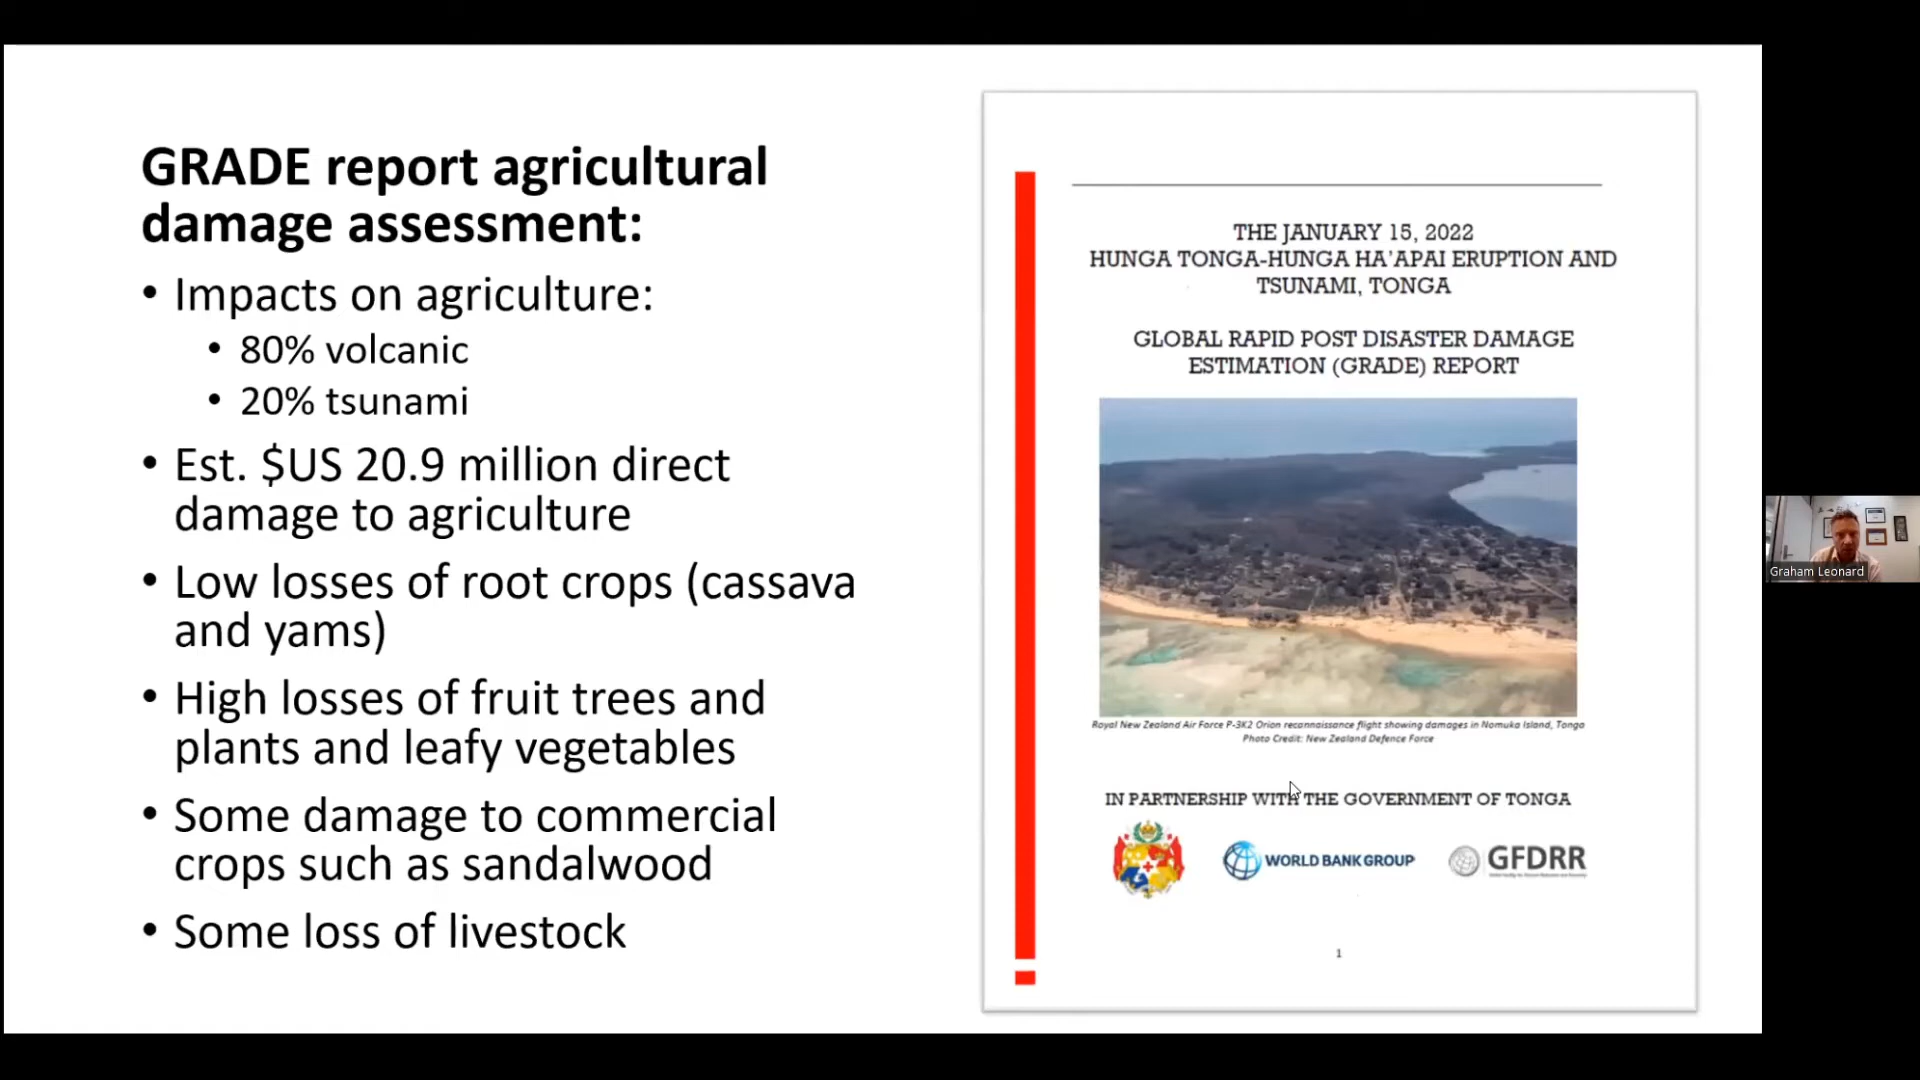 GRADE report agricultural
damage assessment:
• Impacts on agriculture:
• 80% volcanic
• 20% tsunami
• Est. $US 20.9 million direct
damage to agriculture
• Low losses of root crops (cassava
and yams)
• High losses of fruit trees and
plants and leafy vegetables
• Some damage to commercial
crops such as sandalwood
• Some loss of livestock
THE JANUARY 15, 2022
HUNGA TONGA-HUNGA HA'APAI ERUPTION AND
TSUNAMI, TONGA
GLOBAL RAPID POST DISASTER DAMAGE
ESTIMATION (GRADE) REPORT
Royal New Zealand Air Force P-3K2 Orion reconnaissance flight showing damages in Nomuka Island, Tonga
Photo Credit: New Zealand Defence Force
IN PARTNERSHIP WITH THE GOVERNMENT OF TONGA
WORLD BANK GROUP
GFDRR
1
Graham Leonard